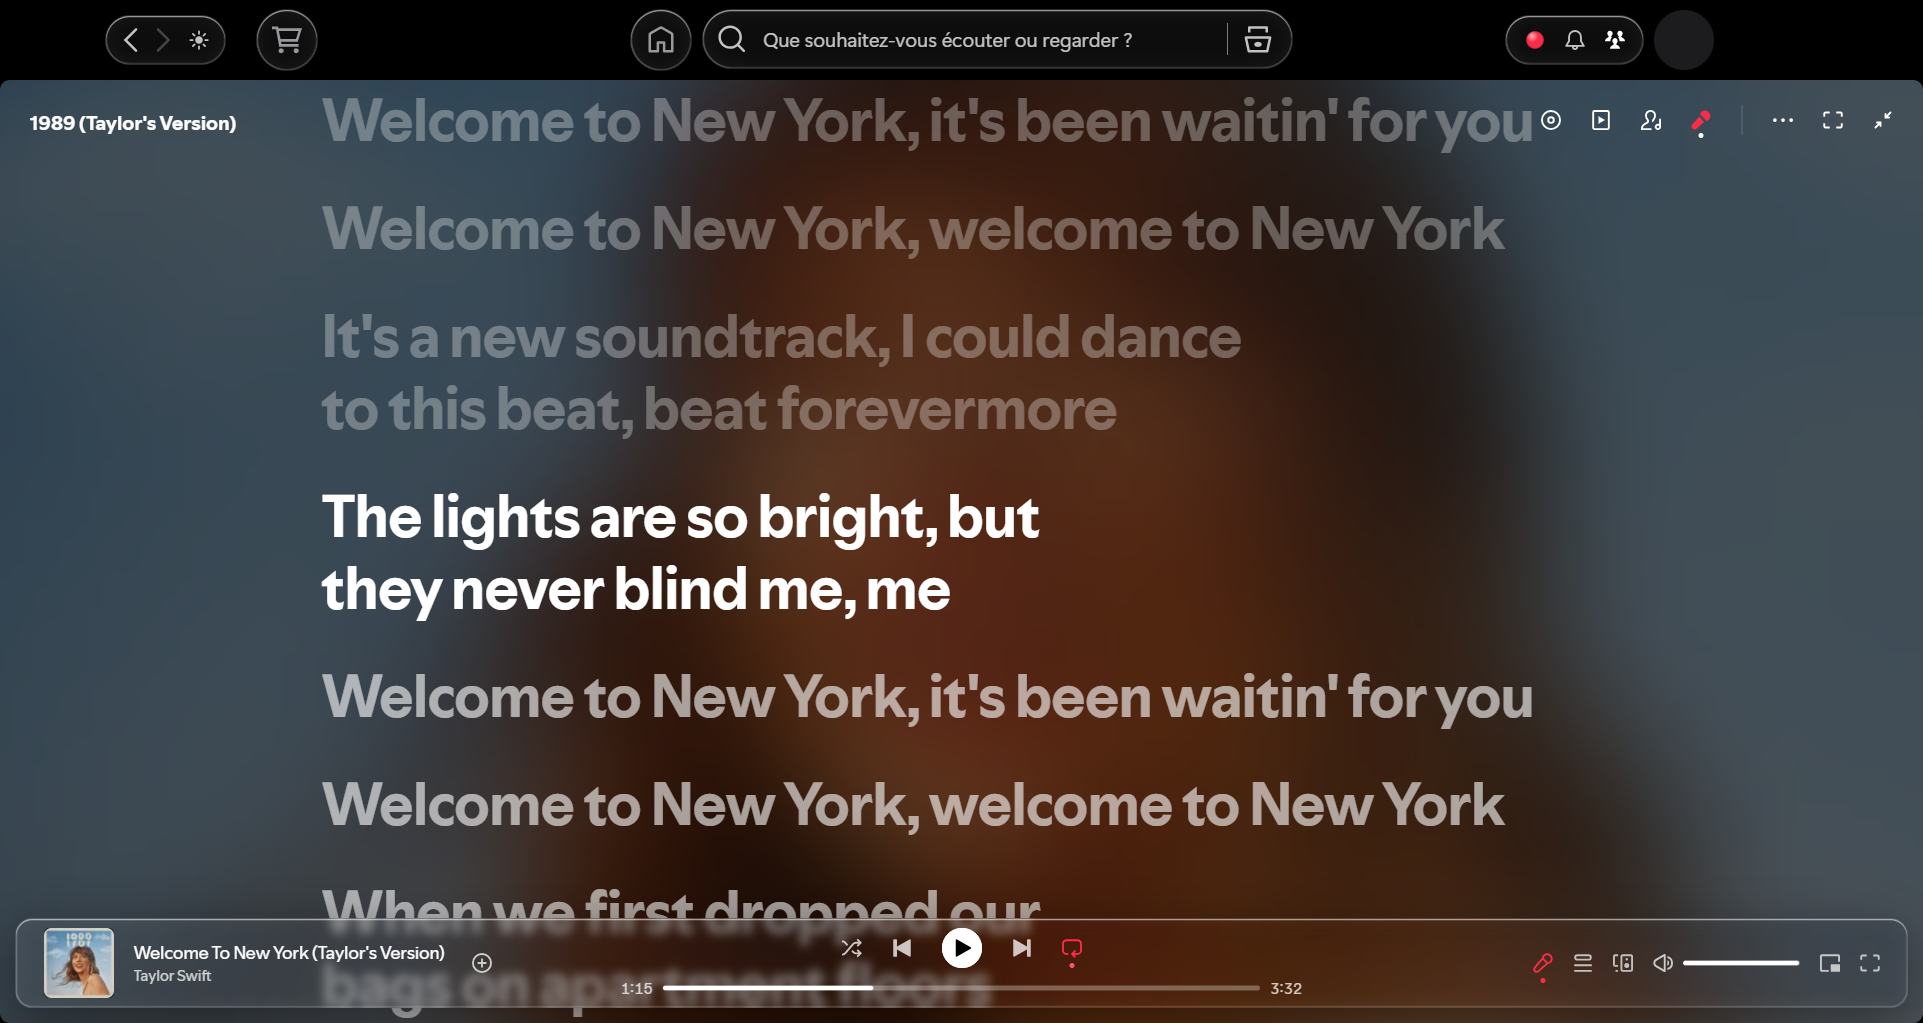 Que souhaitez-vous écouter ou regarder ?
1989 (Taylor's Version)
Welcome to New York, it's been waitin' for you
Welcome to New York, welcome to New York
It's a new soundtrack, I could dance
to this beat, beat forevermore
The lights are so bright, but
they never blind me, me
Welcome to New York, it's been waitin' for you
Welcome to New York, welcome to New York
When we first dropped our
bags on apartment floors
Welcome To New York (Taylor's Version)
Taylor Swift
1:15
3:32